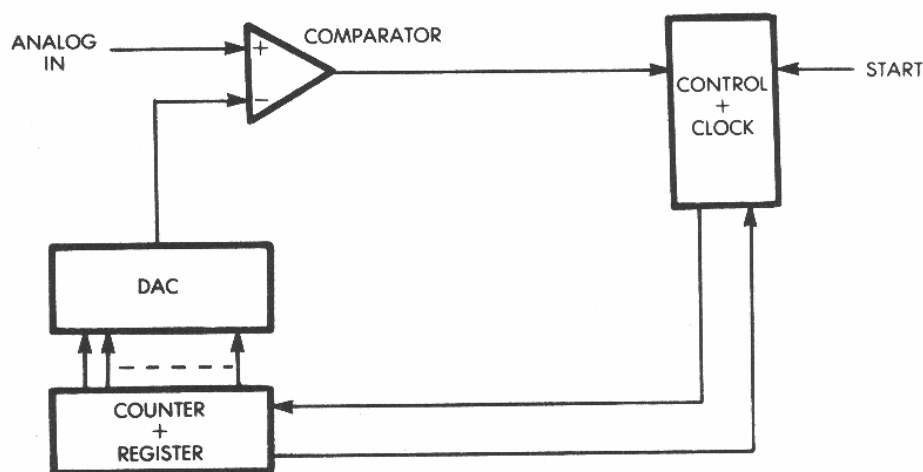 ANALOG
IN
+
−
COMPARATOR
CONTROL
+
CLOCK
START
DAC
COUNTER
+
REGISTER